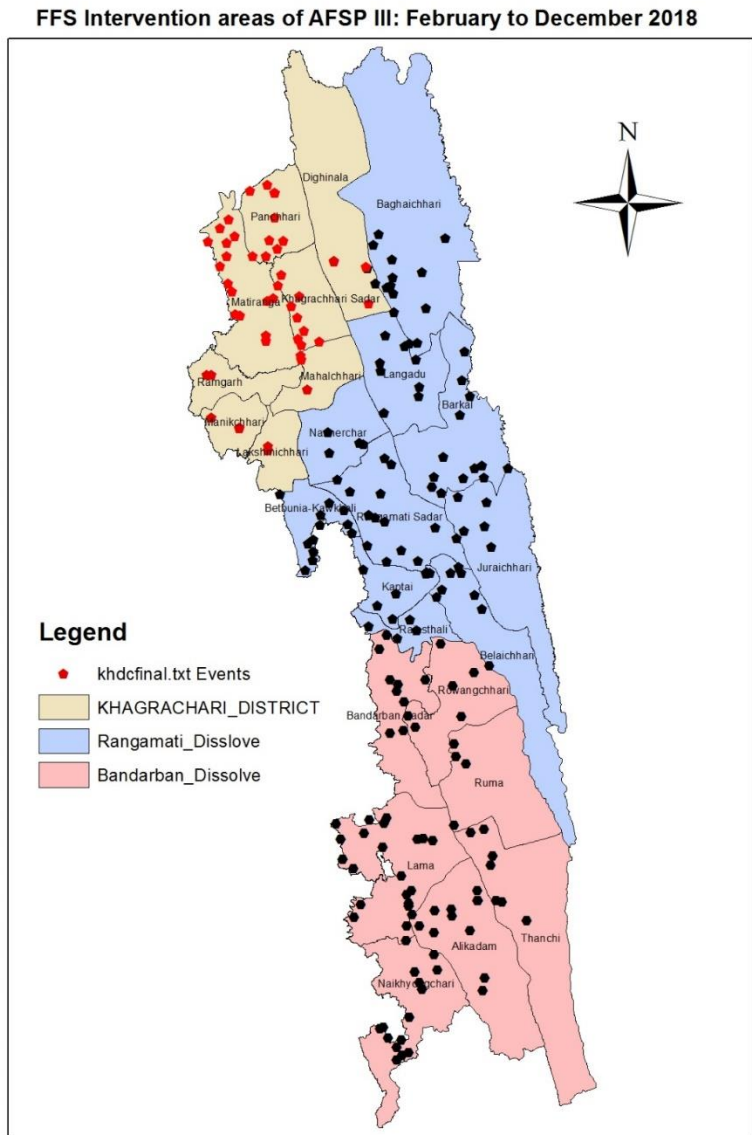 FFS Intervention areas of AFSP III: February to December 2018
N
Dighinala
Baghaichhari
Panchhari
Matiranga
Khagrachhari Sadar
Mahalchhari
Langadu
Ramgarh
Barkal
Manikchhari
Nannerchar
Lakshmichhari
Betbunia-Kawkhali
Rangamati Sadar
Juraichhari
Kaptai
Rajasthali
Belaichhari
Rowangchhari
Bandarban Sadar
Ruma
Lama
Thanchi
Alikadam
Naikhyongchari
Legend
khdcfinal.txt Events
KHAGRACHARI_DISTRICT
Rangamati_Disslove
Bandarban_Dissolve